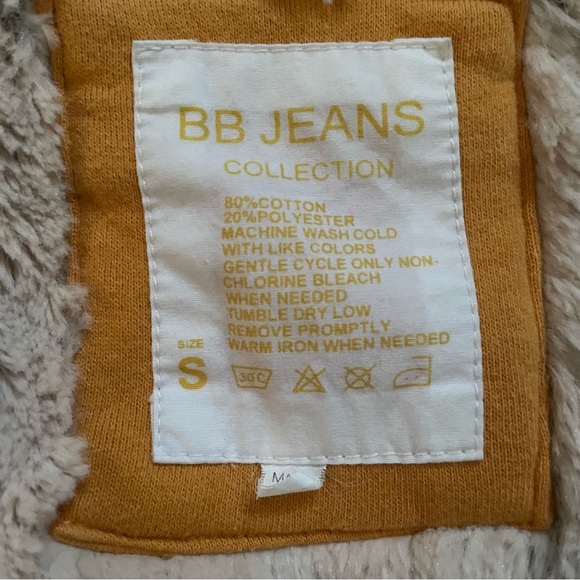 BB JEANS
COLLECTION
80%COTTON
20%POLYESTER
MACHINE WASH COLD
WITH LIKE COLORS
GENTLE CYCLE ONLY NON-
CHLORINE BLEACH
WHEN NEEDED
TUMBLE DRY LOW
REMOVE PROMPTLY
WARM IRON WHEN NEEDED
SIZE
S
30C